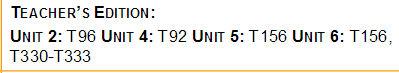 TEACHER'S EDITION:
UNIT 2: T96 UNIT 4: T92 UNIT 5: T156 UNIT 6: T156,
T330-T333